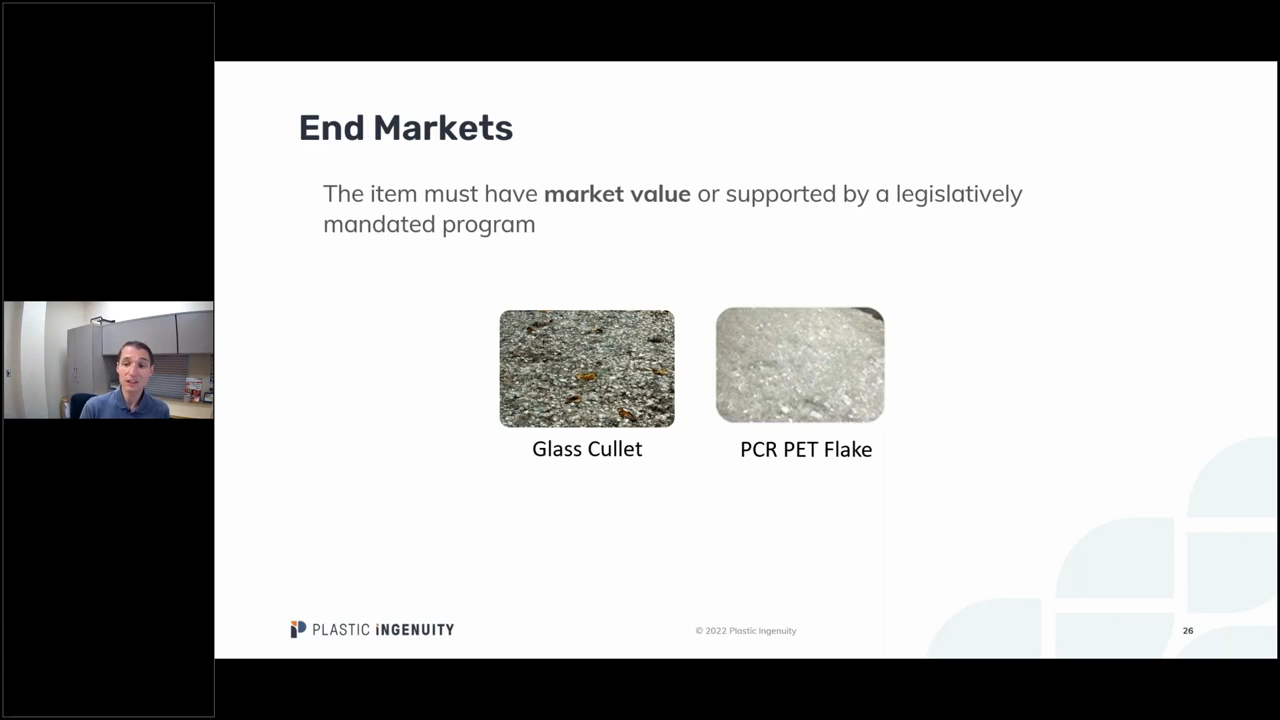 End Markets
The item must have market value or supported by a legislatively
mandated program
Glass Cullet
PCR PET Flake
PLASTIC INGENUITY
© 2022 Plastic Ingenuity
26